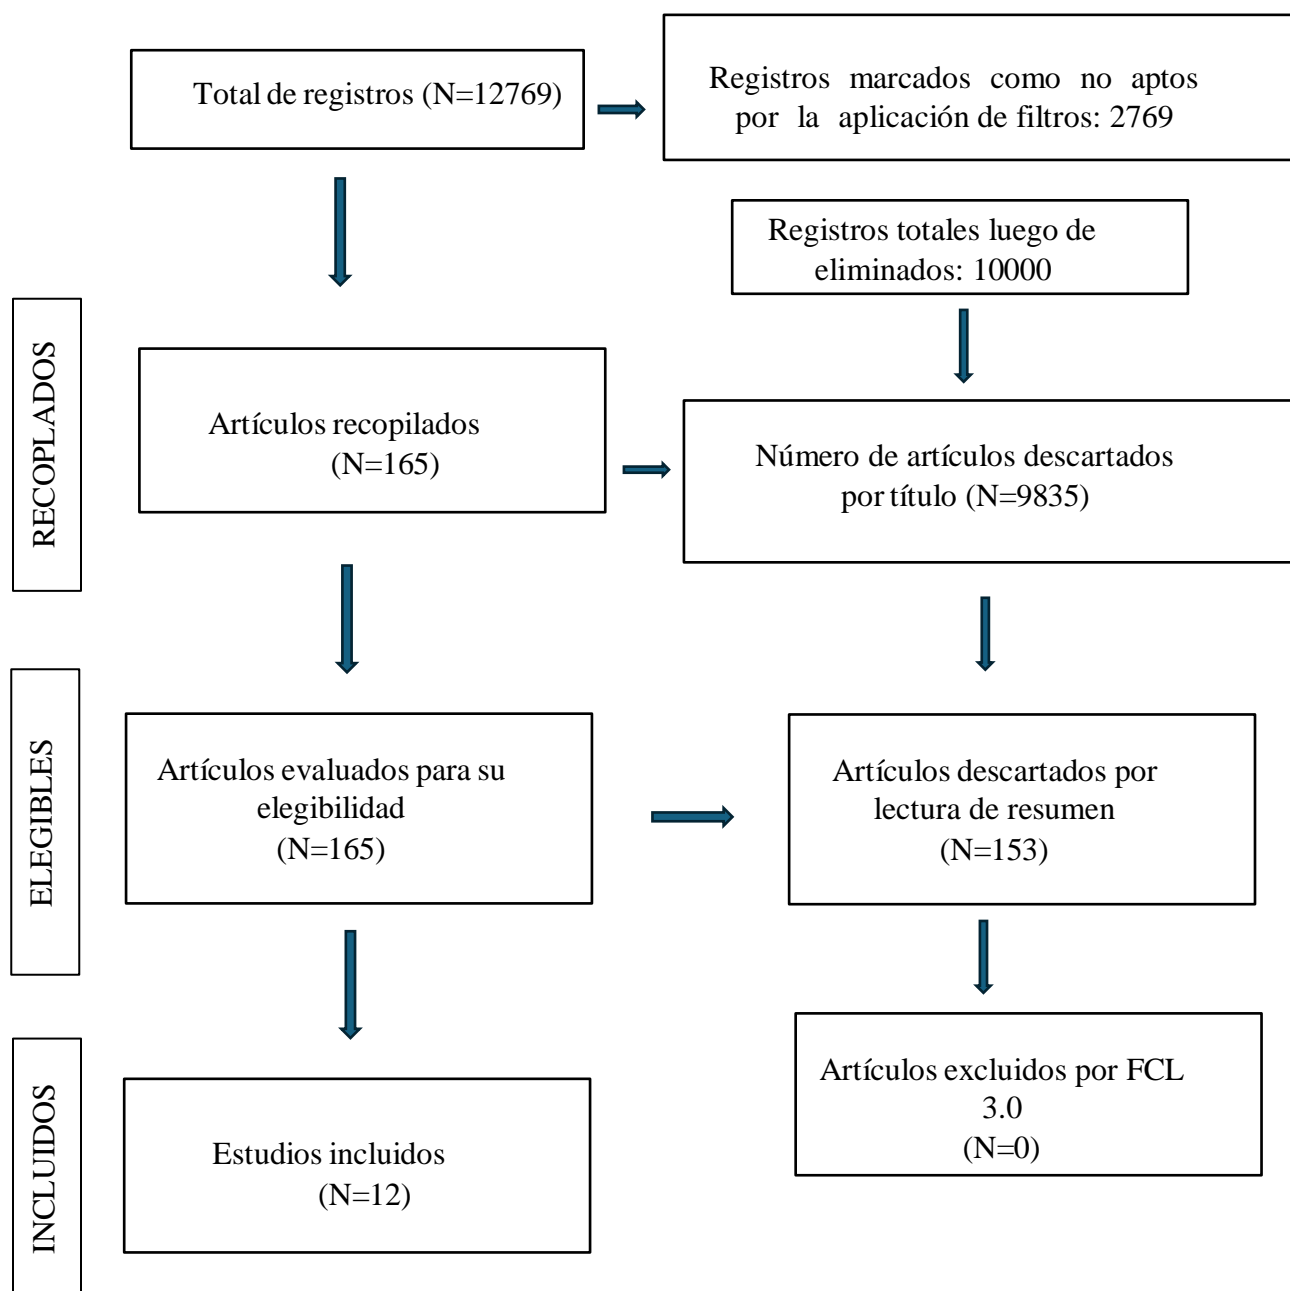 Total de registros (N=12769)
Registros marcados como no aptos
por la aplicación de filtros: 2769
Registros totales luego de
eliminados: 10000
RECOPLADOS
Artículos recopilados
(N=165)
Número de artículos descartados
por título (N=9835)
ELEGIBLES
Artículos evaluados para su
elegibilidad
(N=165)
Artículos descartados por
lectura de resumen
(N=153)
INCLUIDOS
Estudios incluidos
(N=12)
Artículos excluidos por FCL
3.0
(N=0)